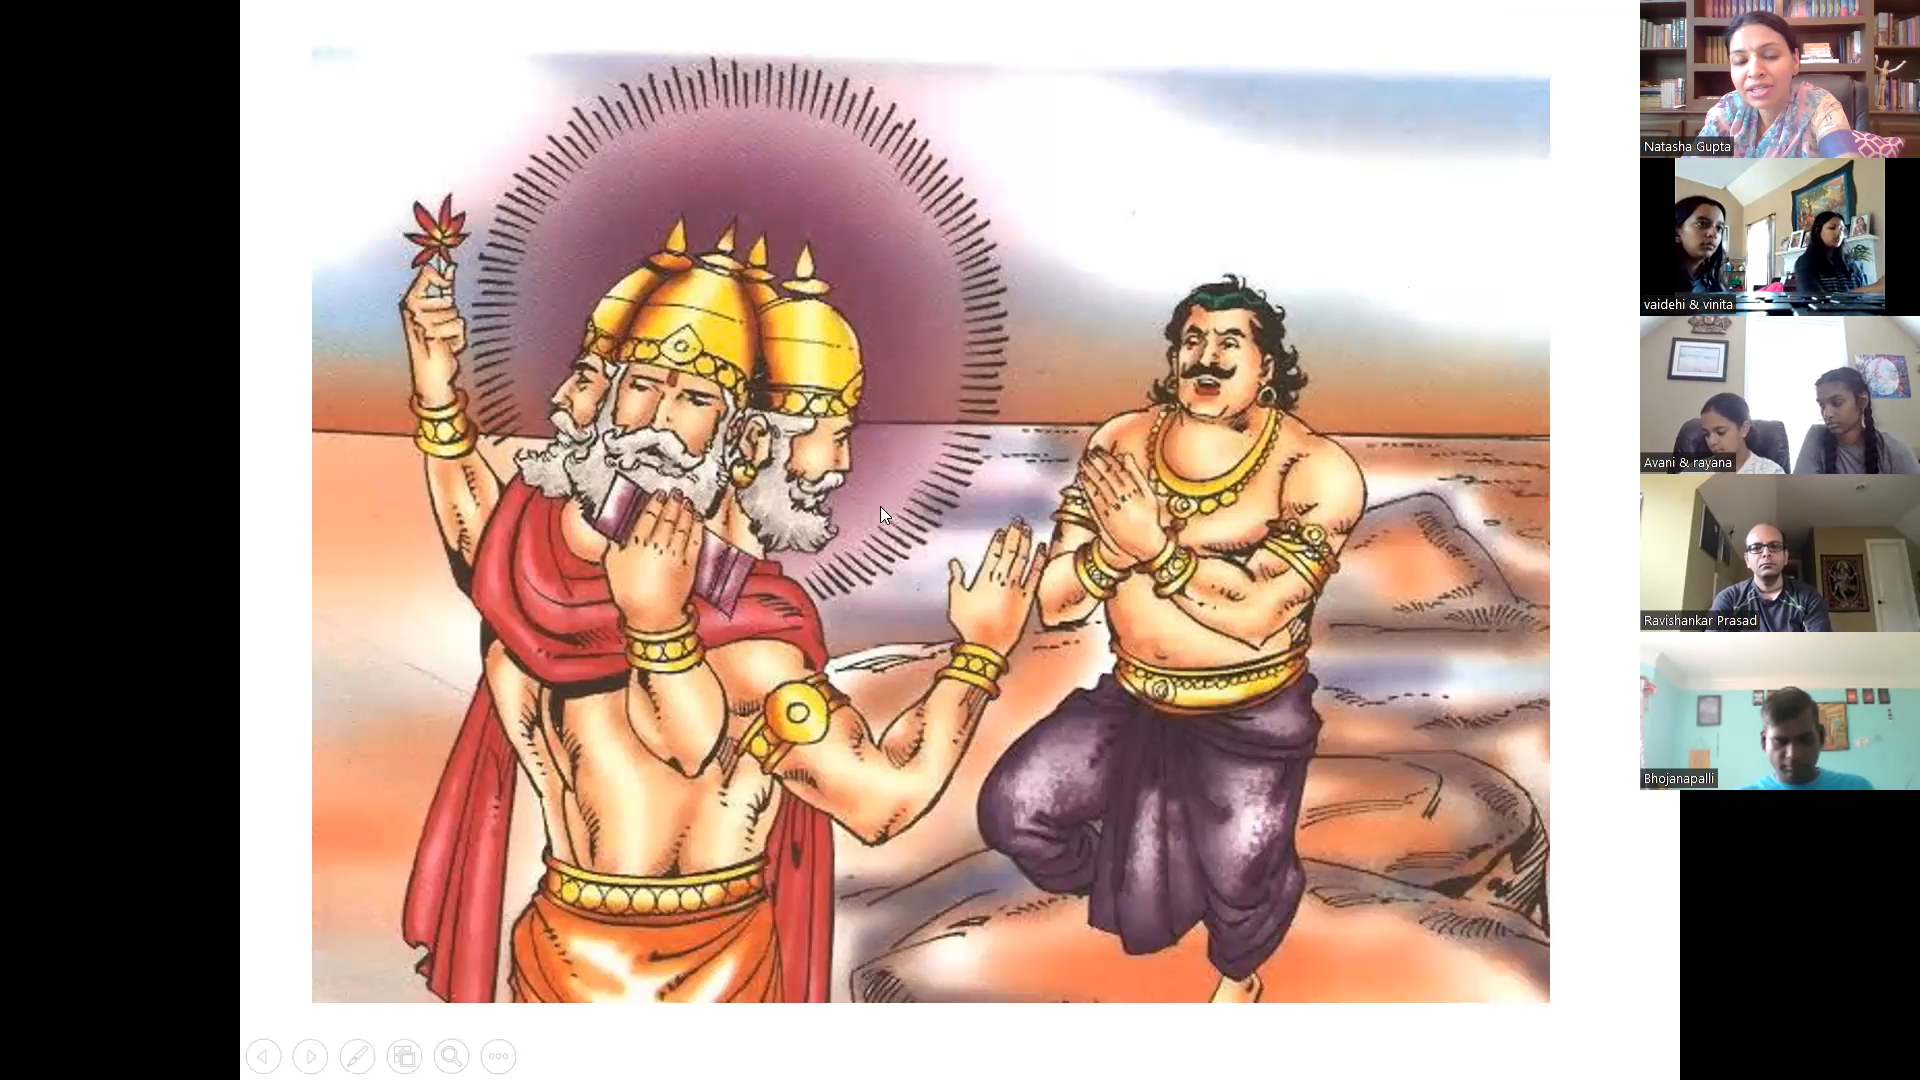 Natasha Gupta
vaidehi & vinita
Avani & rayana
Ravishankar Prasad
Bhojanapalli